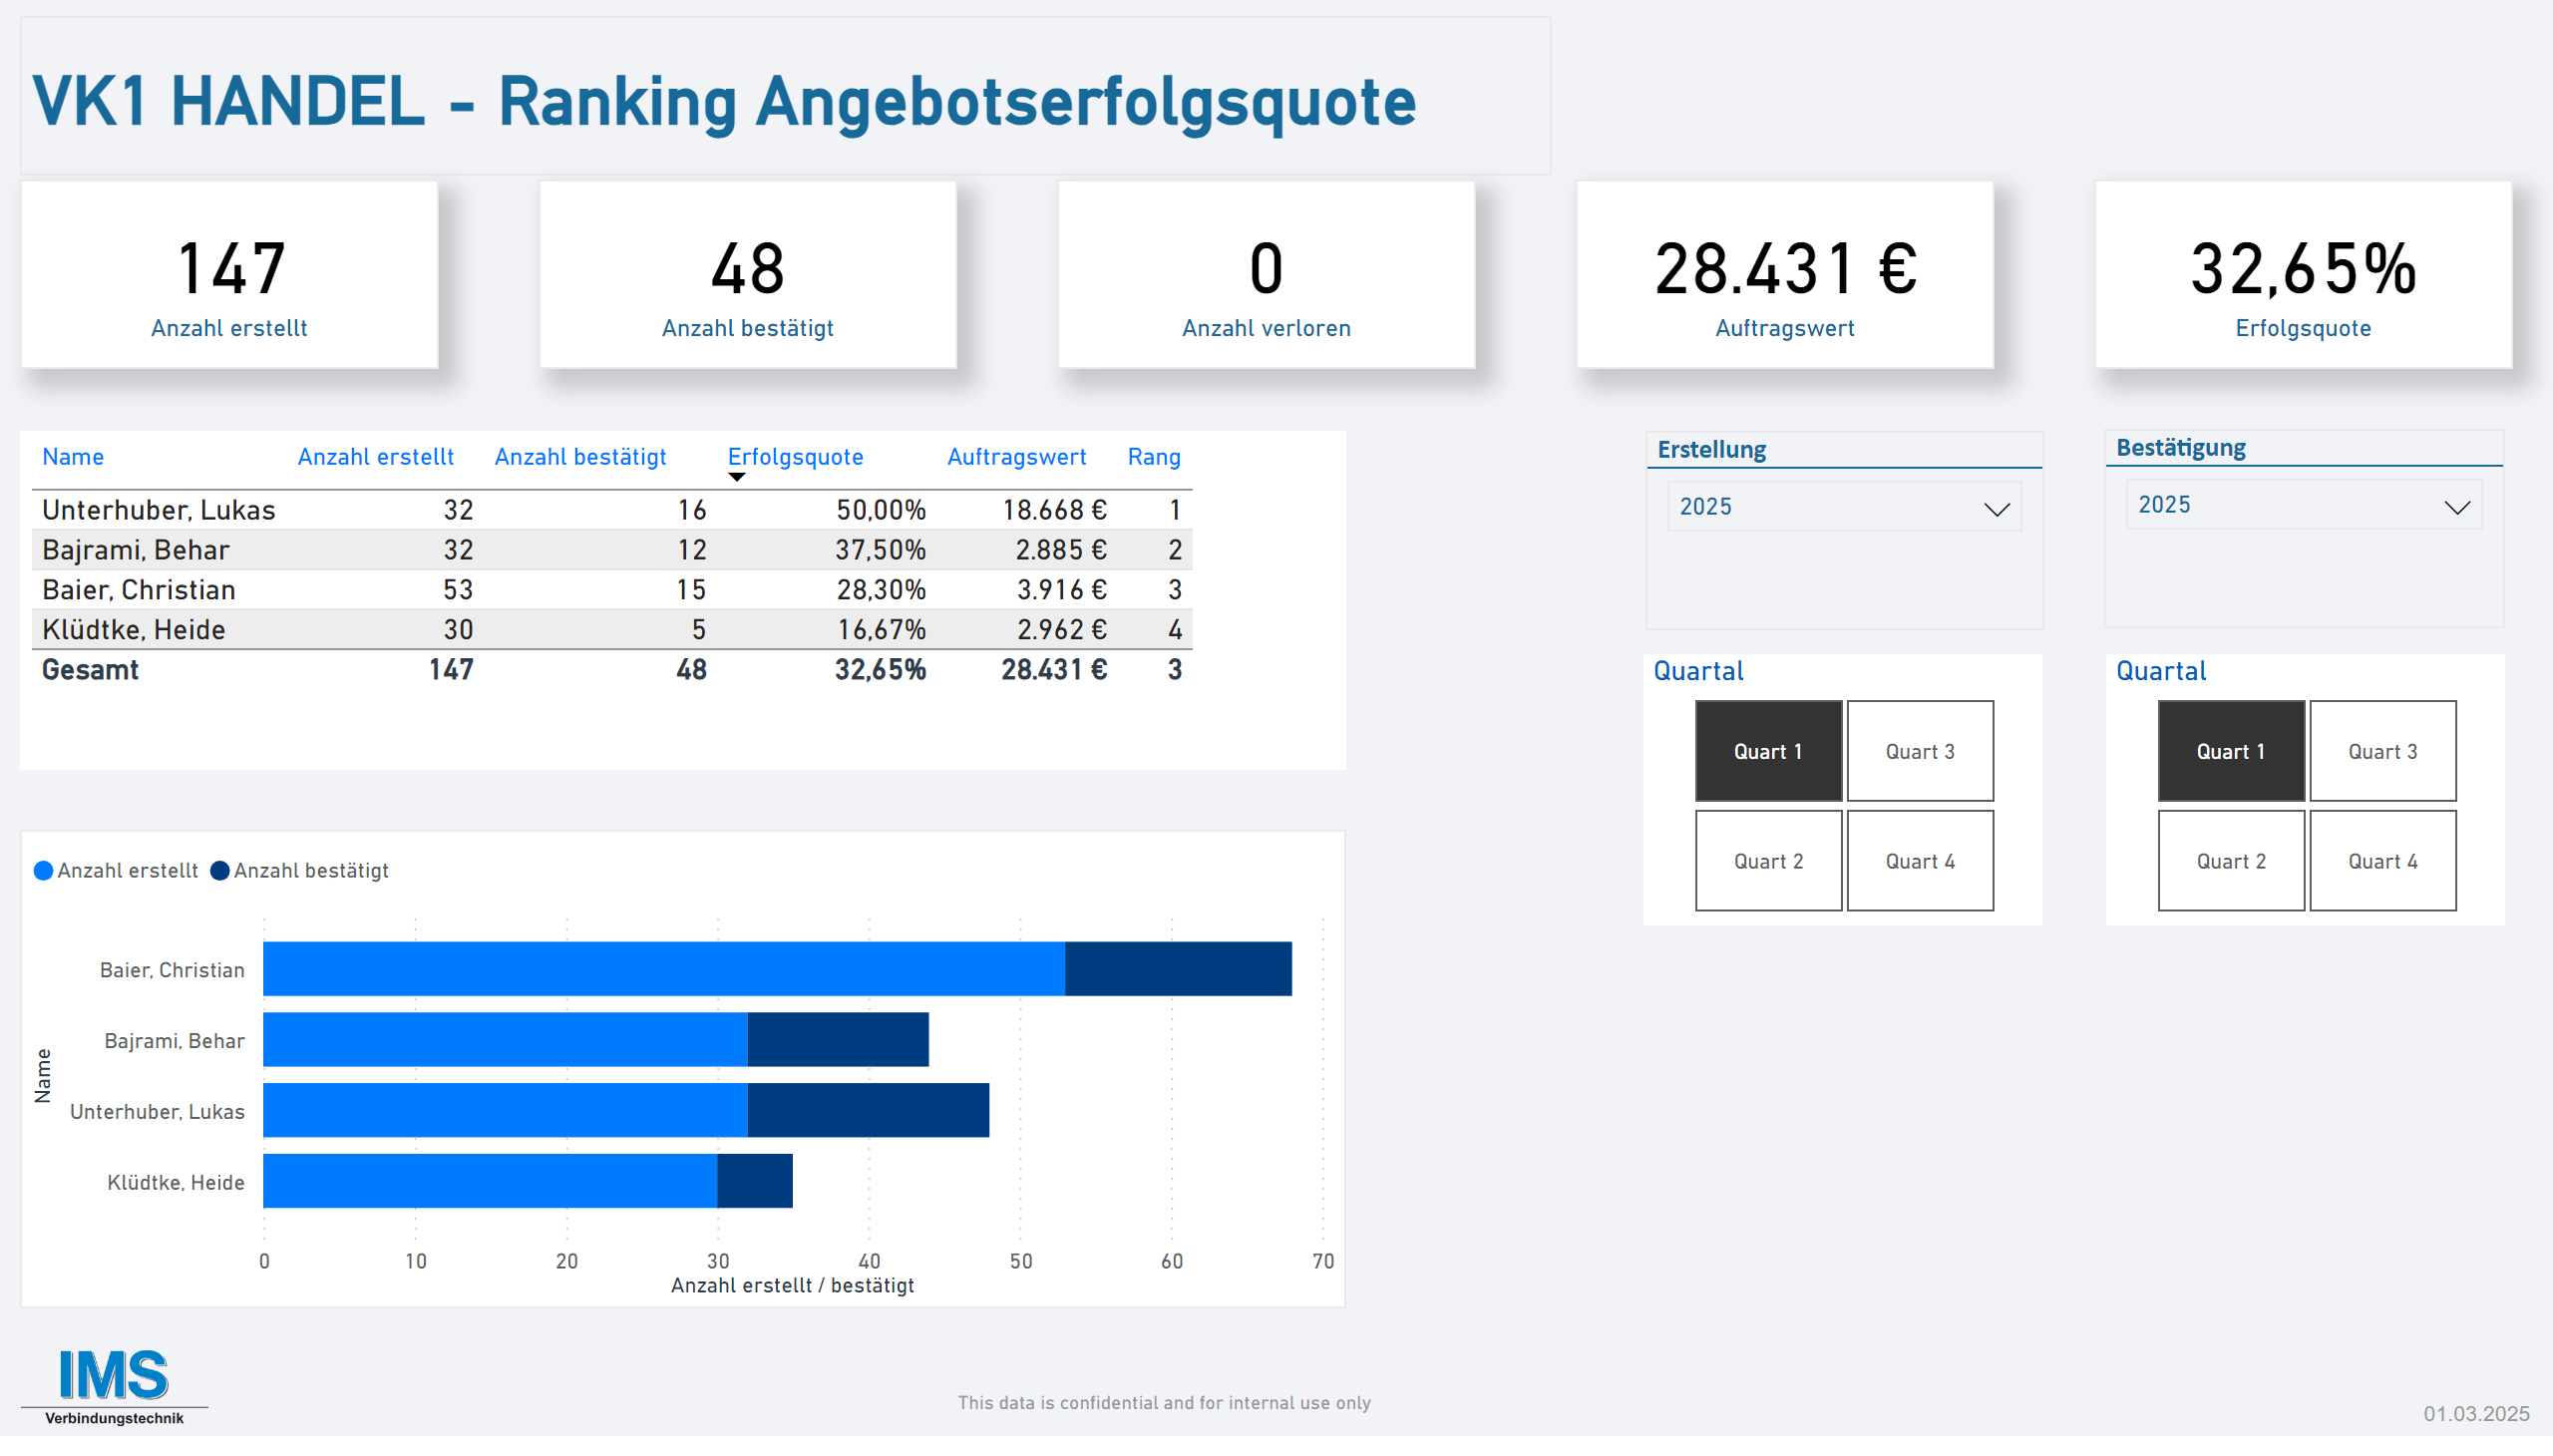 VK1 HANDEL - Ranking Angebotserfolgsquote
147
Anzahl erstellt
48
Anzahl bestätigt
0
Anzahl verloren
28.431 €
Auftragswert
32,65%
Erfolgsquote
Name Anzahl erstellt Anzahl bestätigt Erfolgsquote Auftragswert Rang
Unterhuber, Lukas 32 16 50,00% 18.668 € 1
Bajrami, Behar 32 12 37,50% 2.885 € 2
Baier, Christian 53 15 28,30% 3.916 € 3
Klüdtke, Heide 30 5 16,67% 2.962 € 4
Gesamt 147 48 32,65% 28.431 € 3
Erstellung
2025
Bestätigung
2025
Quartal
Quart 1 Quart 3
Quart 2 Quart 4
Quartal
Quart 1 Quart 3
Quart 2 Quart 4
Anzahl erstellt Anzahl bestätigt
Name
Baier, Christian
Bajrami, Behar
Unterhuber, Lukas
Klüdtke, Heide
0 10 20 30 40 50 60 70
Anzahl erstellt / bestätigt
IMS
Verbindungstechnik
This data is confidential and for internal use only
01.03.2025